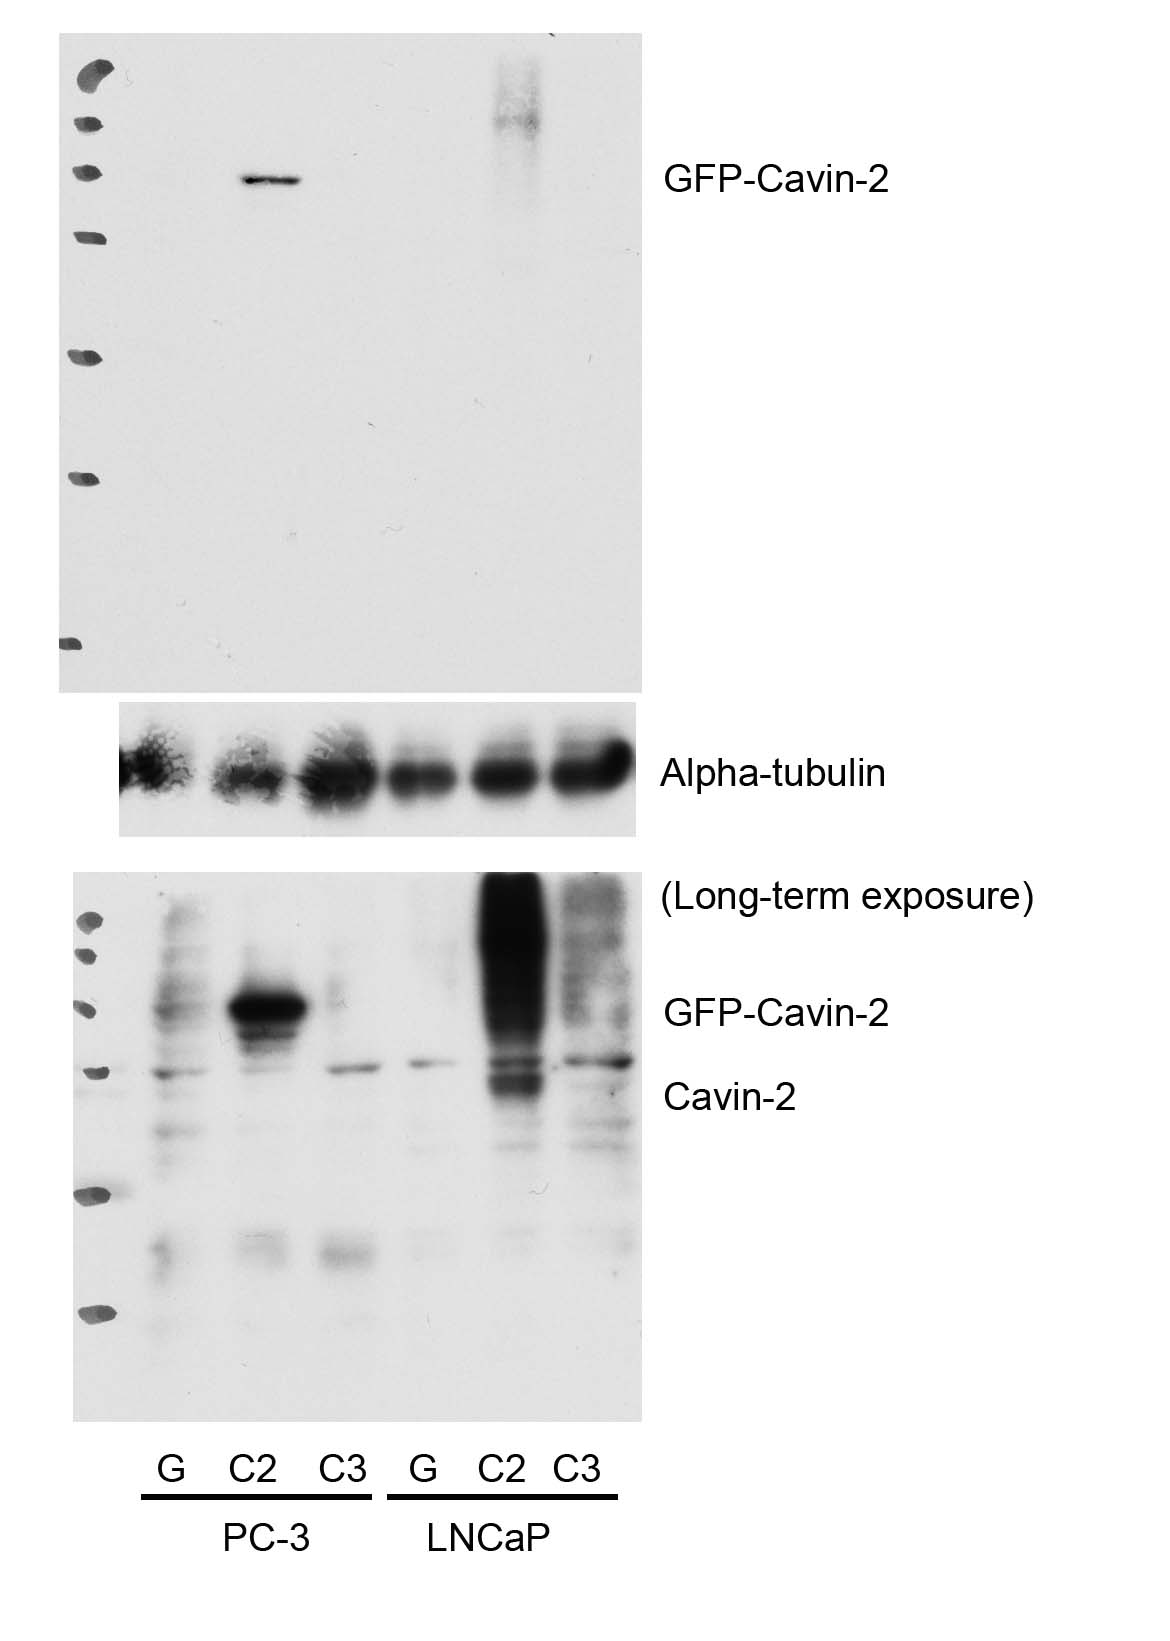 GFP-Cavin-2
Alpha-tubulin
(Long-term exposure)
GFP-Cavin-2
Cavin-2
G C2 C3 G C2 C3
PC-3 LNCaP